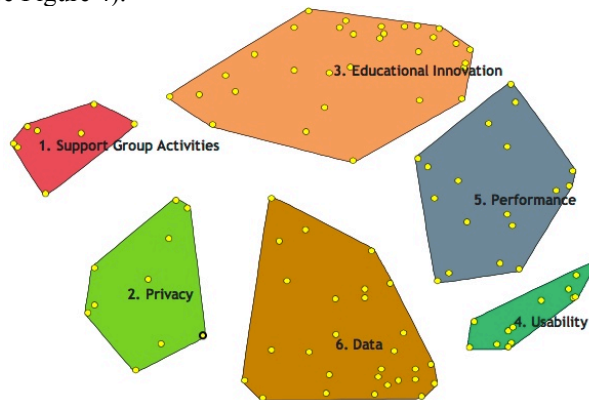 e Figure 4).
3. Educational Innovation
1. Support Group Activities
5. Performance
2. Privacy
4. Usability
6. Data